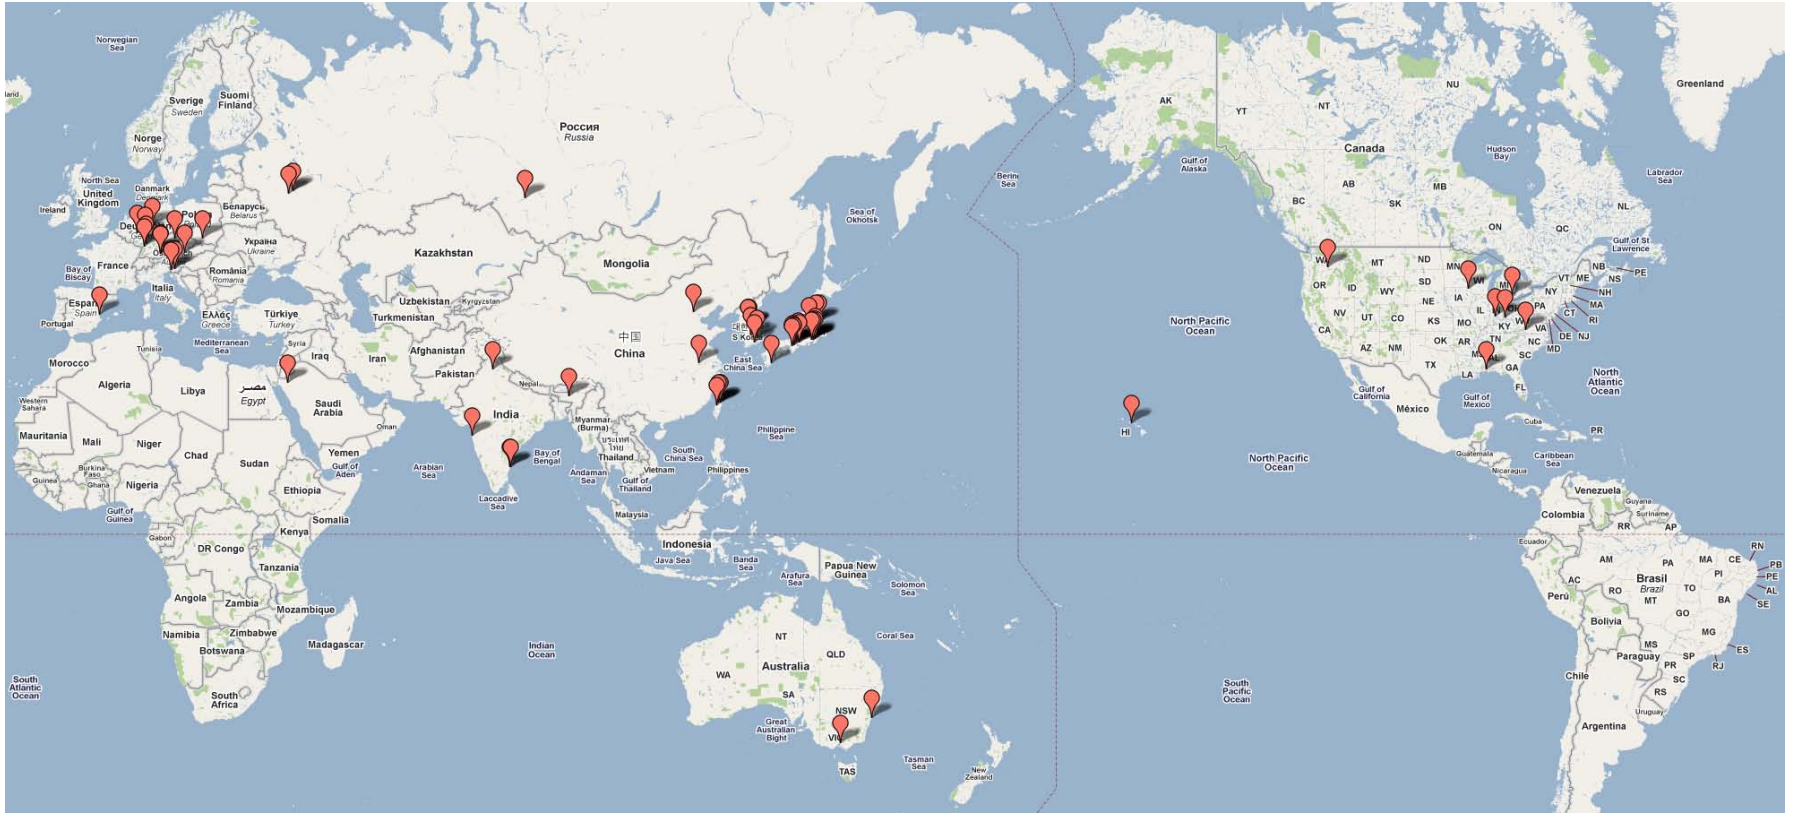 Norwegian
Sea
Sverige
Sweden
Suomi
Finland
Norge
Norway
Россия
Russia
North Sea
United
Kingdom
Ireland
Danmark
Беларусь
Belarus
Україна
Ukraine
France
Bay of
Biscay
România
Romania
Italia
Italy
Ελλάς
Greece
Portugal
Spain
Türkiye
Turkey
Mediterranean
Sea
Syria
Iraq
Iran
Tunisia
Morocco
Algeria
Libya
مصر
Egypt
Western
Sahara
Mauritania
Mali
Niger
Chad
Sudan
Saudi
Arabia
Oman
Yemen
Gulf of
Aden
Burkina
Faso
Guinea
Ghana
Nigeria
Ethiopia
Somalia
Gulf of
Guinea
Gabon
Kenya
DR Congo
Tanzania
Angola
Zambia
Mozambique
Namibia
Zimbabwe
Botswana
Madagascar
South
Africa
South
Atlantic
Ocean
Kazakhstan
Uzbekistan
Kyrgyzstan
Turkmenistan
Afghanistan
Pakistan
Nepal
India
Mongolia
中国
China
East
China Sea
Sea of
Okhotsk
Bering
Sea
Myanmar
(Burma)
ประเทศ
ไทย
Thailand
Vietnam
Bay of
Bengal
Arabian
Sea
Andaman
Sea
Gulf of
Thailand
Laccadive
Sea
South
China Sea
Philippine
Sea
Philippines
Malaysia
Indonesia
Java Sea
Banda
Sea
Arafura
Sea
Papua New
Guinea
Solomon
Sea
Coral Sea
Indian
Ocean
Australia
NT
QLD
WA
SA
NSW
TAS
Great
Australian
Bight
Tasman
Sea
New
Zealand
AK
YT
NT
NU
Greenland
Gulf of
Alaska
Canada
Hudson
Bay
Labrador
Sea
BC
AB
SK
MB
ON
QC
NL
Gulf of St
Lawrence
NB
PE
NS
North Pacific
Ocean
MT
ND
MN
WI
OR
ID
WY
SD
IA
NE
NV
UT
CO
KS
MO
IL
KY
CA
AZ
NM
OK
AR
TN
NC
SC
TX
LA
GA
FL
VT
ME
NH
NY
MA
PA
CT
RI
VA
DE
NJ
MD
HI
North
Atlantic
Ocean
Gulf of
California
México
Gulf of
Mexico
Cuba
PR
Guatemala
Nicaragua
Caribbean
Sea
North Pacific
Ocean
Venezuela
Guyana
Suriname
Colombia
Ecuador
RR
AP
AM
PA
MA
CE
RN
PB
PE
AL
SE
PI
TO
BA
AC
RO
Brasil
Brazil
MT
GO
Perú
Bolivia
MG
MS
ES
Paraguay
SP
RJ
PR
SC
Chile
RS
Uruguay
Argentina
South
Pacific
Ocean